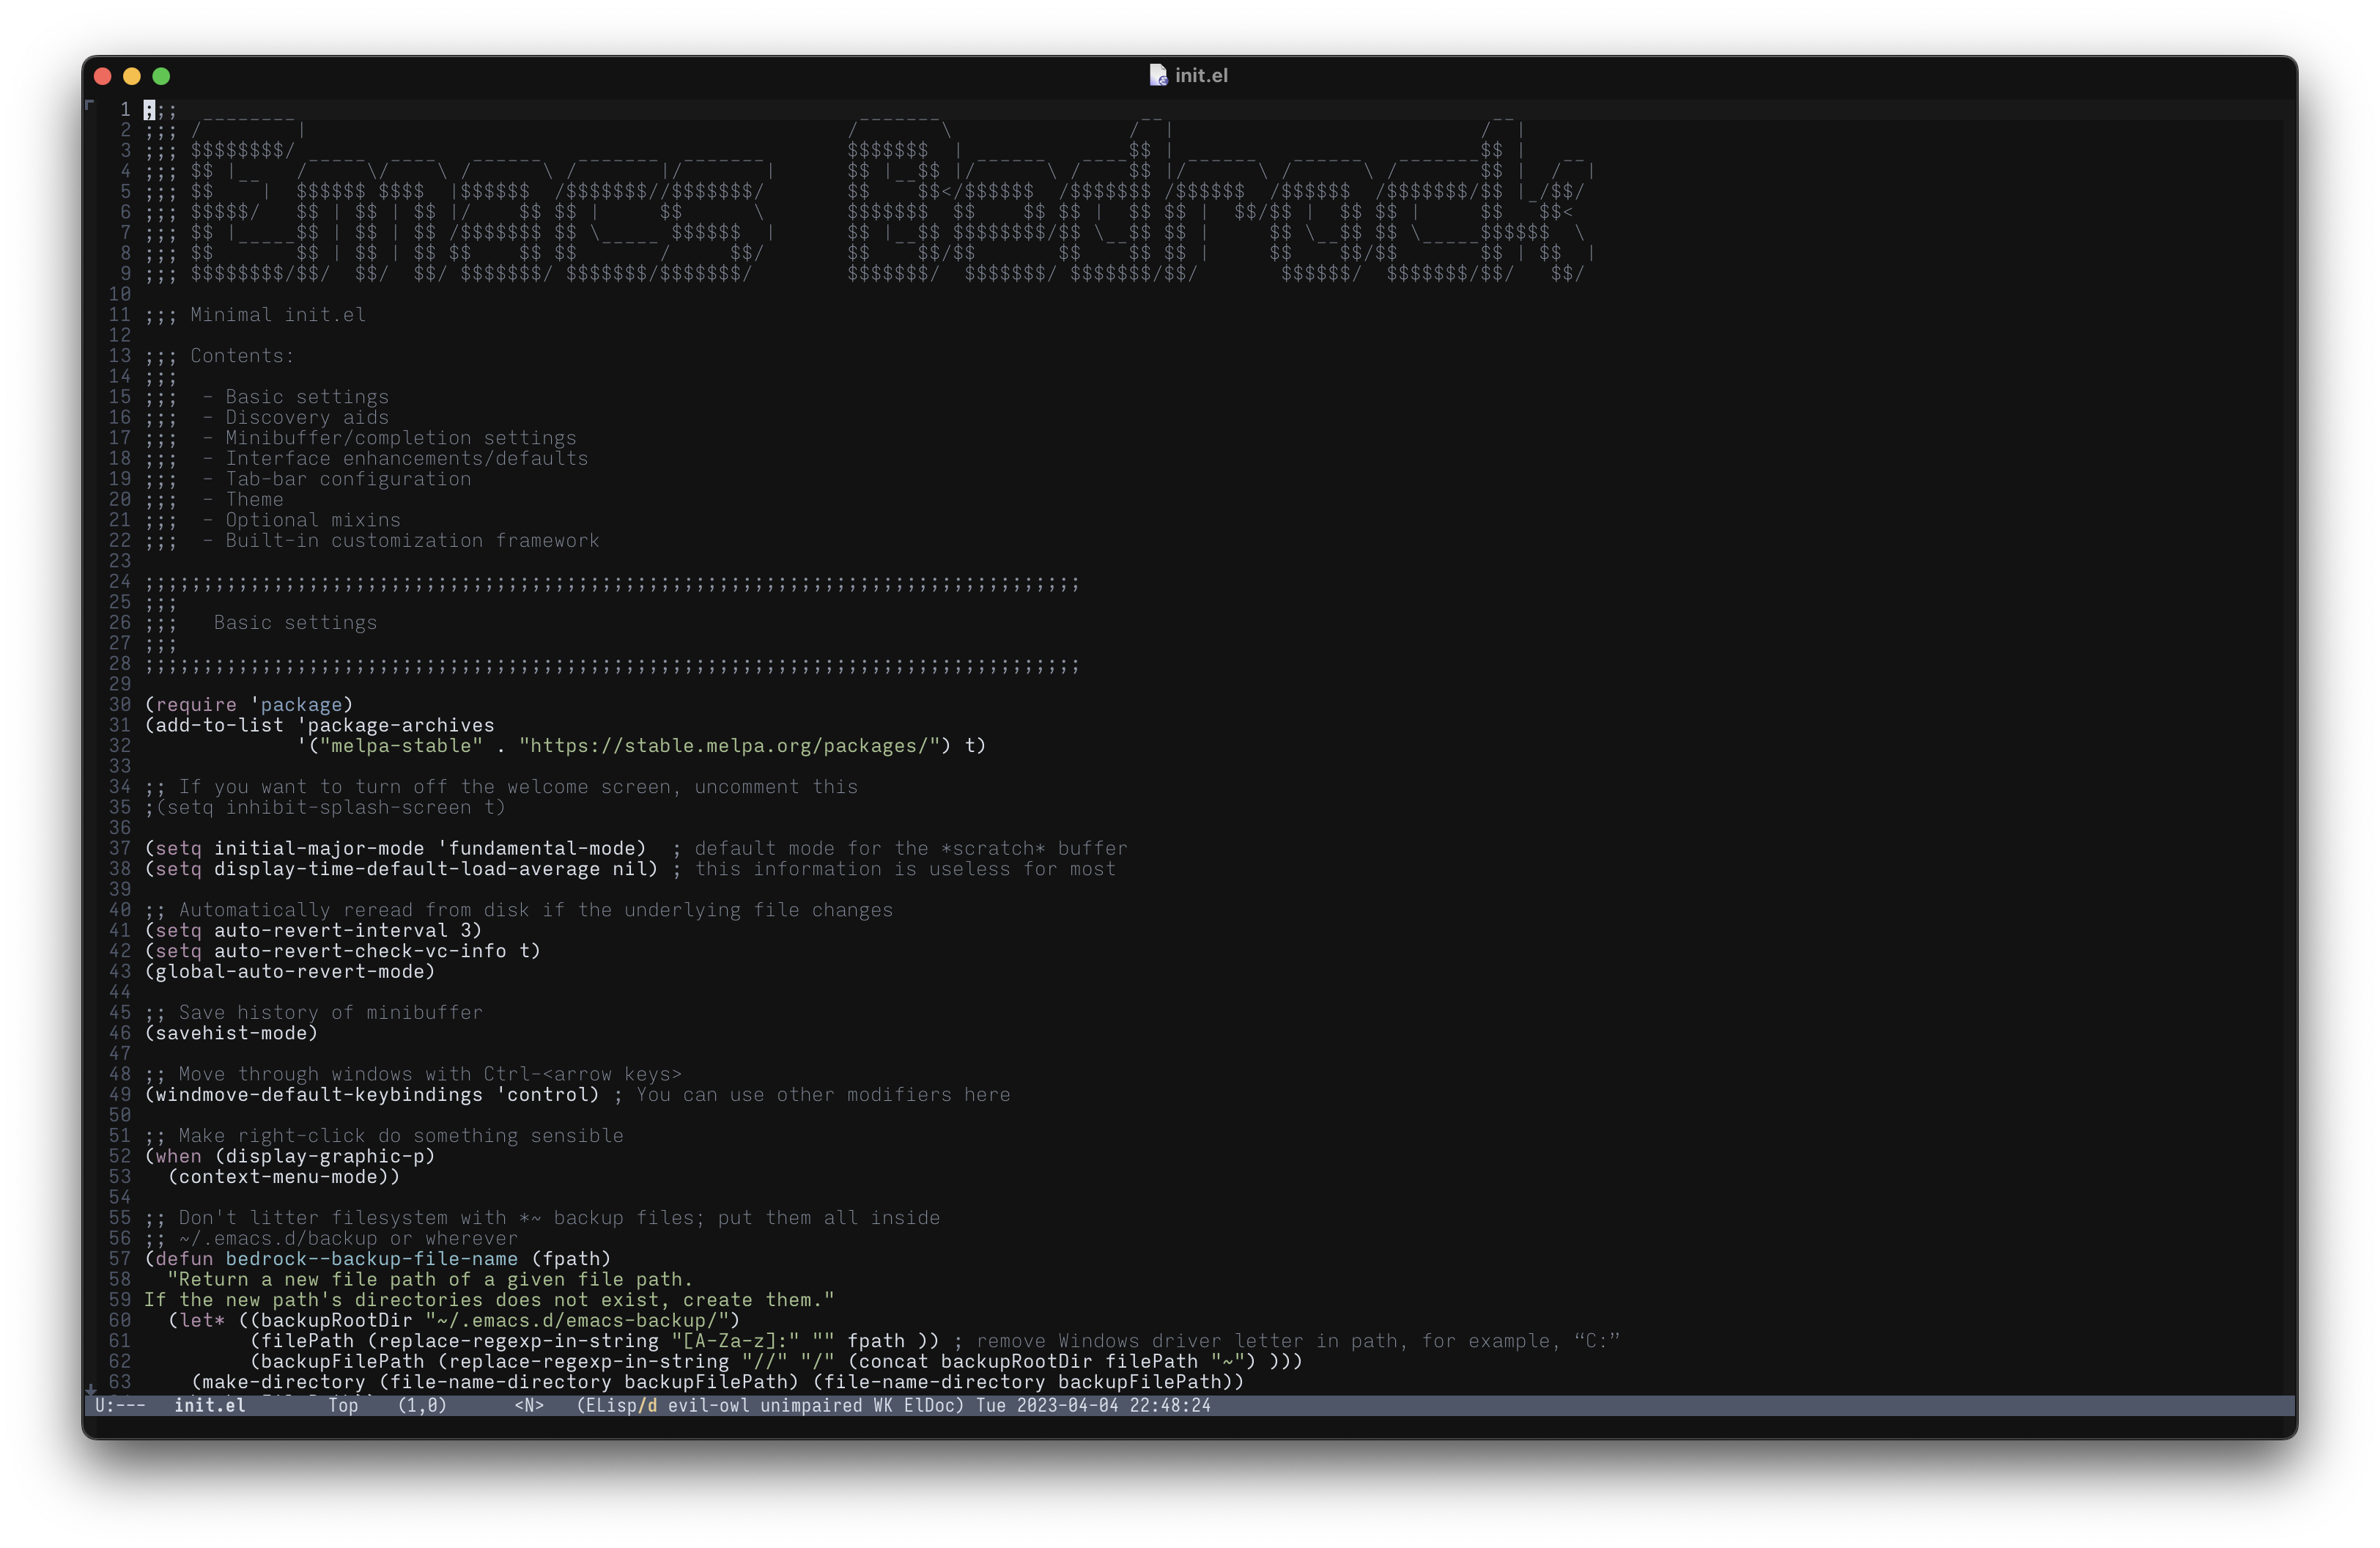 init.el
1 ;;;  ________                                                _______                 __                           __
2 ;;; /        |                                              /       \               /  |                          /  |
3 ;;; $$$$$$$$/ _____  ____   ______   _______  _______       $$$$$$$  |  ______   ____$$ | ______   ______   _______$$ |   __
4 ;;; $$ |__   /     \/    \ /      \ /       |/       |      $$ |__$$ |/      \ /    $$ |/      \ /      \ /       $$ |  /  |
5 ;;; $$    |  $$$$$$ $$$$  |$$$$$$  /$$$$$$$//$$$$$$$/       $$    $$</$$$$$$  /$$$$$$$ /$$$$$$  /$$$$$$  /$$$$$$$/$$ |_/$$/
6 ;;; $$$$$/   $$ | $$ | $$ |/    $$ $$ |     $$      \       $$$$$$$  $$    $$ $$ |  $$ $$ |  $$/$$ |  $$ $$ |     $$   $$<
7 ;;; $$ |_____$$ | $$ | $$ /$$$$$$$ $$ \_____ $$$$$$  |      $$ |__$$ $$$$$$$$/$$ \__$$ $$ |     $$ \__$$ $$ \_____$$$$$$  \
8 ;;; $$       $$ | $$ | $$ $$    $$ $$       /     $$/       $$    $$/$$       $$    $$ $$ |     $$    $$/$$       $$ | $$  |
9 ;;; $$$$$$$$/$$/  $$/  $$/ $$$$$$$/ $$$$$$$/$$$$$$$/        $$$$$$$/  $$$$$$$/ $$$$$$$/$$/       $$$$$$/  $$$$$$$/$$/   $$/
10
11 ;;; Minimal init.el
12
13 ;;; Contents:
14 ;;;
15 ;;;  - Basic settings
16 ;;;  - Discovery aids
17 ;;;  - Minibuffer/completion settings
18 ;;;  - Interface enhancements/defaults
19 ;;;  - Tab-bar configuration
20 ;;;  - Theme
21 ;;;  - Optional mixins
22 ;;;  - Built-in customization framework
23
24 ;;;;;;;;;;;;;;;;;;;;;;;;;;;;;;;;;;;;;;;;;;;;;;;;;;;;;;;;;;;;;;;;;;;;;;;;;;;;;;;;
25 ;;;
26 ;;;   Basic settings
27 ;;;
28 ;;;;;;;;;;;;;;;;;;;;;;;;;;;;;;;;;;;;;;;;;;;;;;;;;;;;;;;;;;;;;;;;;;;;;;;;;;;;;;;;
29
30 (require 'package)
31 (add-to-list 'package-archives
32              '("melpa-stable" . "https://stable.melpa.org/packages/") t)
33
34 ;; If you want to turn off the welcome screen, uncomment this
35 ;(setq inhibit-splash-screen t)
36
37 (setq initial-major-mode 'fundamental-mode)  ; default mode for the *scratch* buffer
38 (setq display-time-default-load-average nil) ; this information is useless for most
39
40 ;; Automatically reread from disk if the underlying file changes
41 (setq auto-revert-interval 3)
42 (setq auto-revert-check-vc-info t)
43 (global-auto-revert-mode)
44
45 ;; Save history of minibuffer
46 (savehist-mode)
47
48 ;; Move through windows with Ctrl-<arrow keys>
49 (windmove-default-keybindings 'control) ; You can use other modifiers here
50
51 ;; Make right-click do something sensible
52 (when (display-graphic-p)
53   (context-menu-mode))
54
55 ;; Don't litter filesystem with *~ backup files; put them all inside
56 ;; ~/.emacs.d/backup or wherever
57 (defun bedrock--backup-file-name (fpath)
58   "Return a new file path of a given file path.
59 If the new path's directories does not exist, create them."
60   (let* ((backupRootDir "~/.emacs.d/emacs-backup/")
61          (filePath (replace-regexp-in-string "[A-Za-z]:" "" fpath )) ; remove Windows driver letter in path, for example, “C:”
62          (backupFilePath (replace-regexp-in-string "//" "/" (concat backupRootDir filePath "~") )))
63     (make-directory (file-name-directory backupFilePath) (file-name-directory backupFilePath))
U:---  init.el       Top   (1,0)      <N>   (ELisp/d evil-owl unimpaired WK ElDoc) Tue 2023-04-04 22:48:24